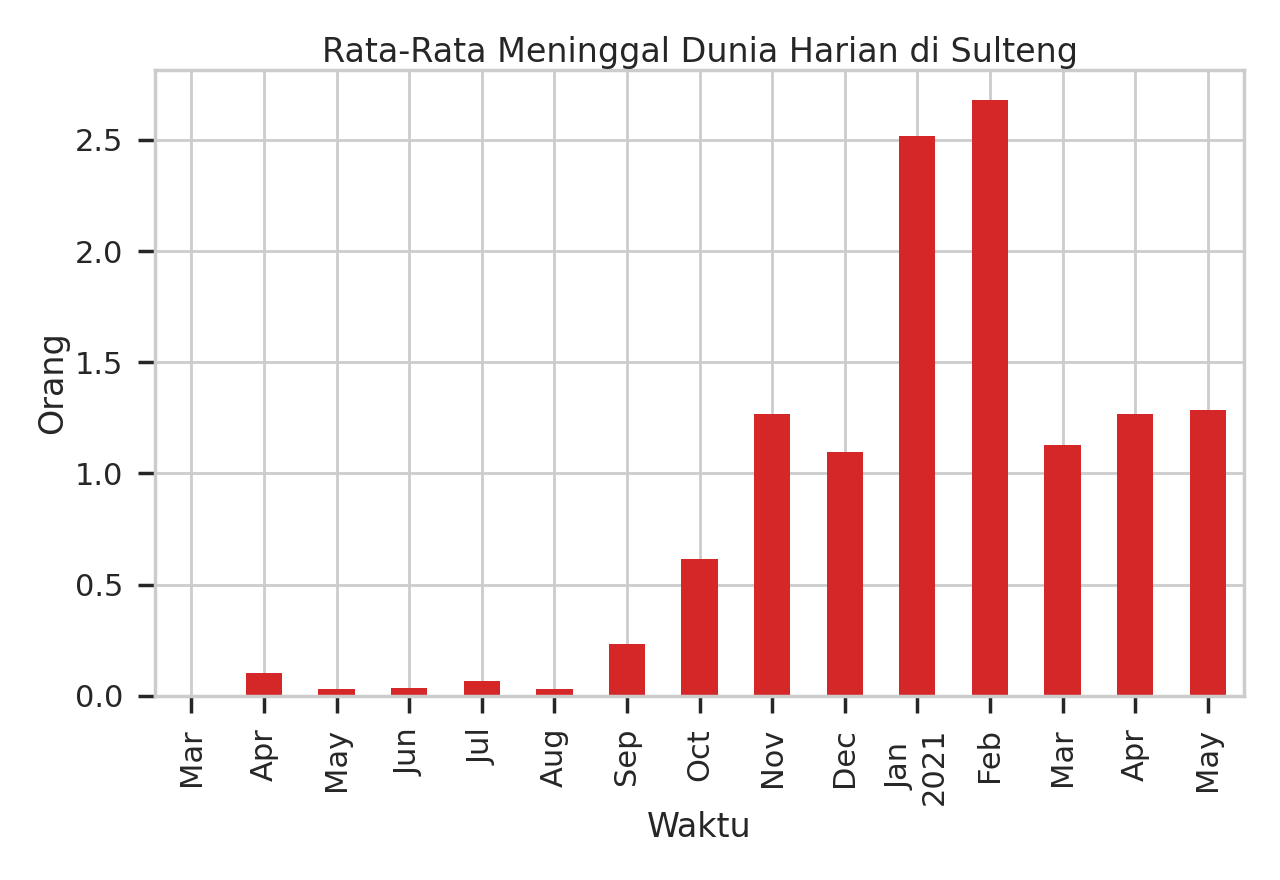 Rata-Rata Meninggal Dunia Harian di Sulteng
Orang
2.5
2.0
1.5
1.0
0.5
0.0
Mar
Apr
May
Jun
Jul
Aug
Sep
Oct
Nov
Dec
Jan
2021
Feb
Mar
Apr
May
Waktu